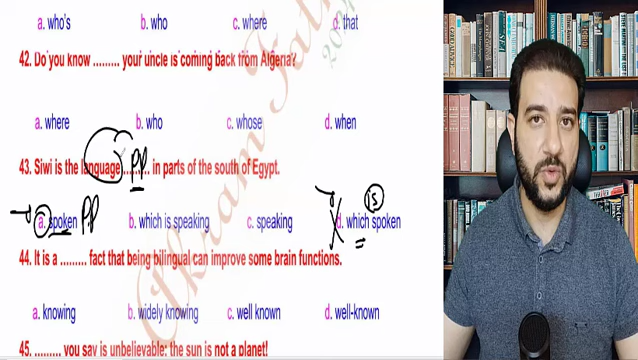 a. who's b. who c. where d. that
42. Do you know ......... your uncle is coming back from Algeria?
a. where b. who c. whose d. when
43. Siwi is the language ......... in parts of the south of Egypt.
PP
a. spoken b. which is speaking c. speaking d. which spoken
PP
is
44. It is a ......... fact that being bilingual can improve some brain functions.
a. knowing b. widely knowing c. well known d. well-known
45. ......... you say is unbelievable; the sun is not a planet!